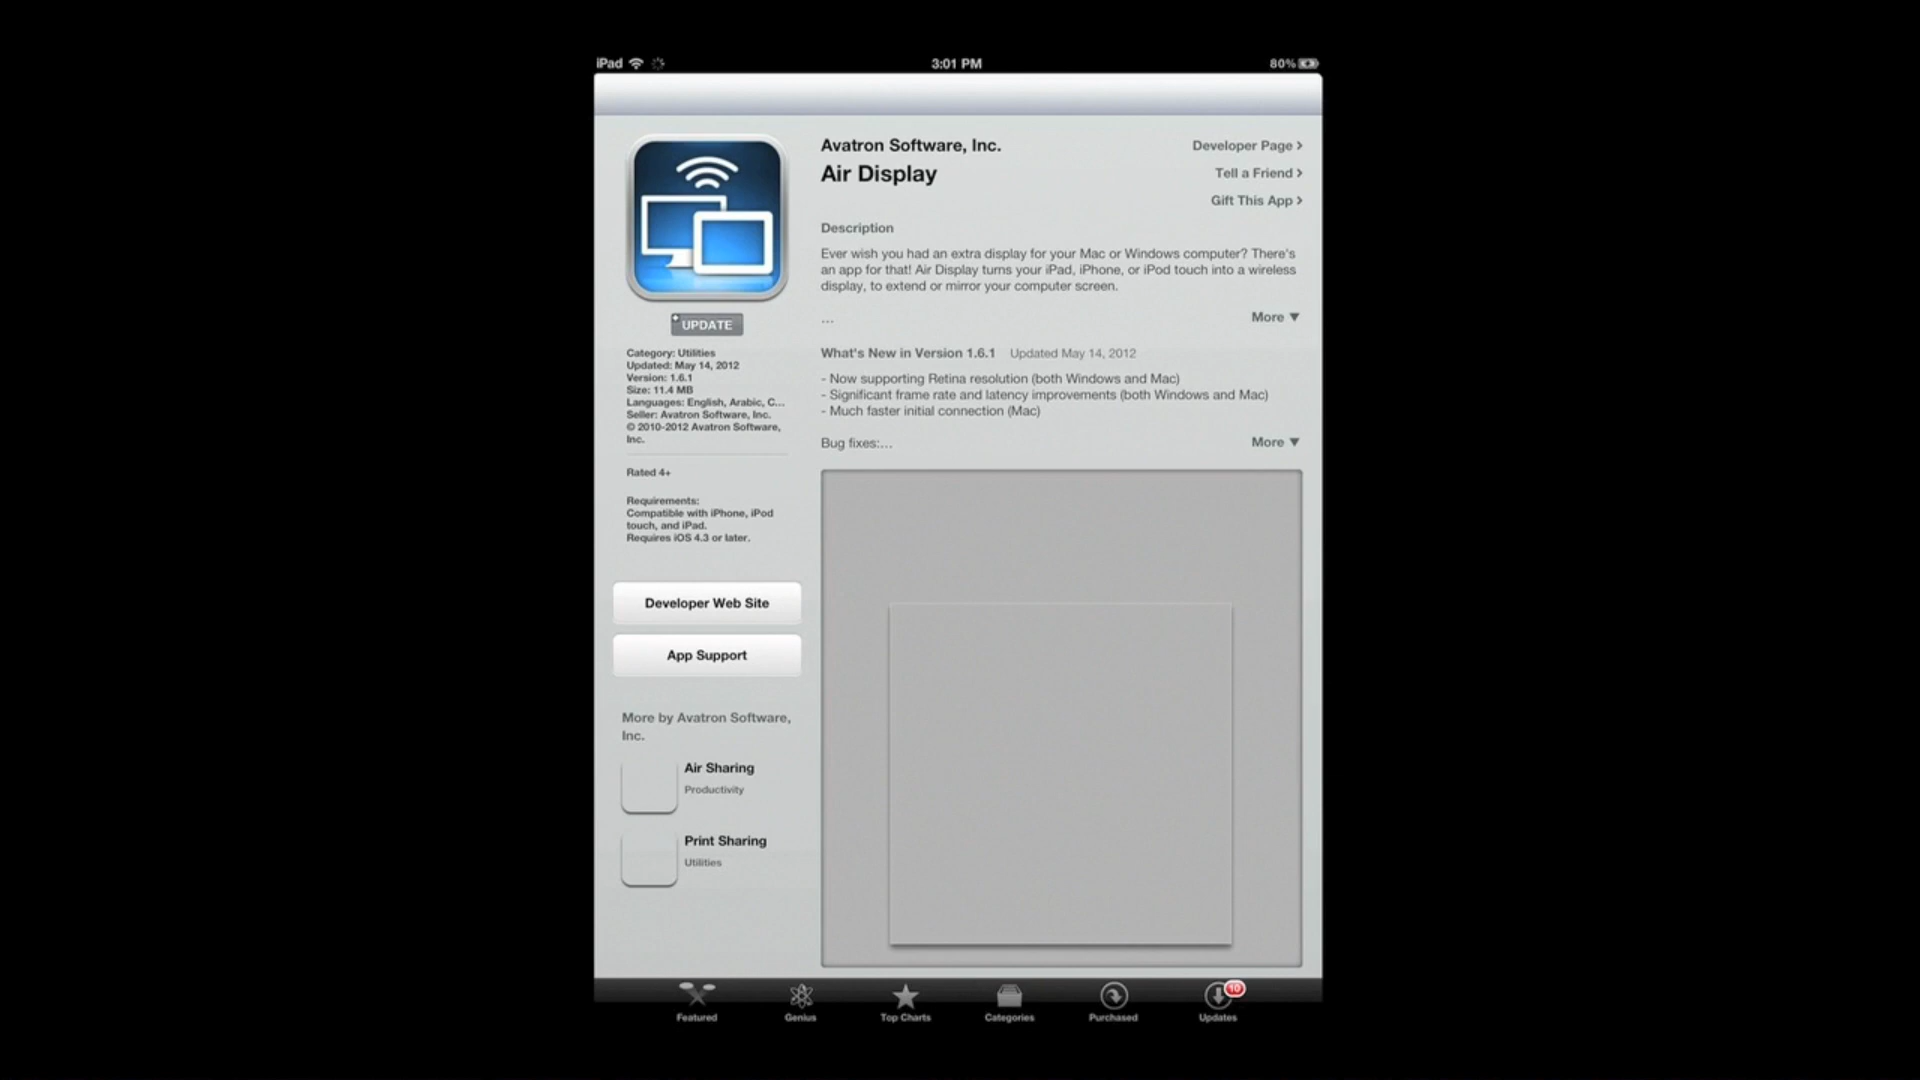 iPad
3:01 PM
80%
Avatron Software, Inc.
Air Display
Developer Page
Tell a Friend
Gift This App
Description
Ever wish you had an extra display for your Mac or Windows computer? There's
an app for that! Air Display turns your iPad, iPhone, or iPod touch into a wireless
display, to extend or mirror your computer screen.
...
More ▼
UPDATE
Category: Utilities
Updated: May 14, 2012
Version: 1.6.1
Size: 11.4 MB
Languages: English, Arabic, C...
Seller: Avatron Software, Inc.
© 2010-2012 Avatron Software,
Inc.
Rated 4+
Requirements:
Compatible with iPhone, iPod
touch, and iPad.
Requires iOS 4.3 or later.
What's New in Version 1.6.1 Updated May 14, 2012
- Now supporting Retina resolution (both Windows and Mac)
- Significant frame rate and latency improvements (both Windows and Mac)
- Much faster initial connection (Mac)
Bug fixes:...
More ▼
Developer Web Site
App Support
More by Avatron Software,
Inc.
Air Sharing
Productivity
Print Sharing
Utilities
Featured
Genius
Top Charts
Categories
Purchased
10
Updates